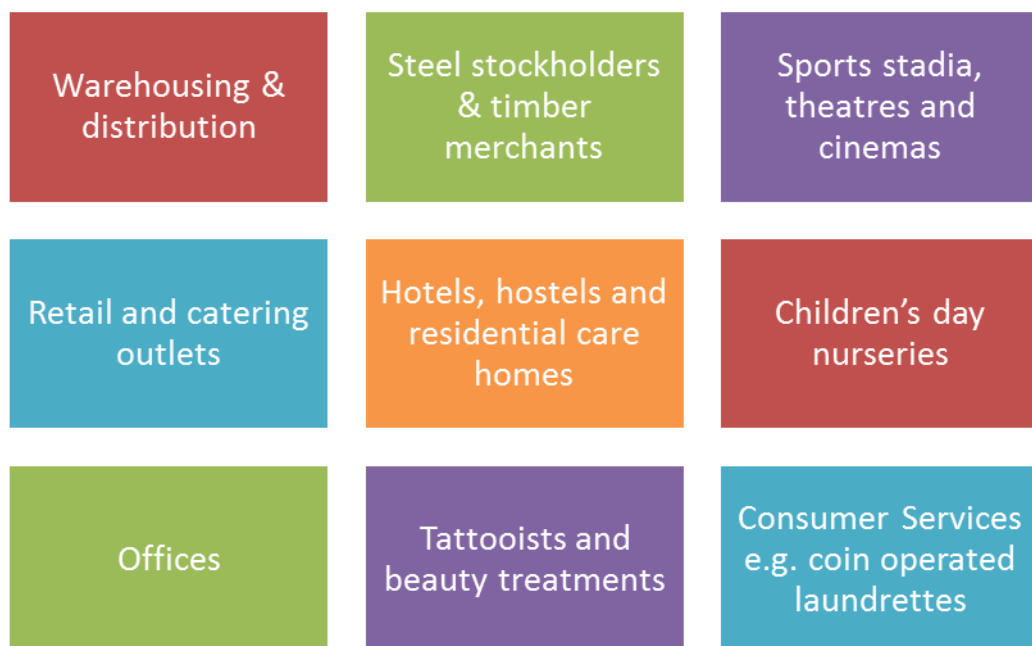 Warehousing &
distribution
Steel stockholders
& timber
merchants
Sports stadia,
theatres and
cinemas
Retail and catering
outlets
Hotels, hostels and
residential care
homes
Children’s day
nurseries
Offices
Tattooists and
beauty treatments
Consumer Services
e.g. coin operated
laundrettes